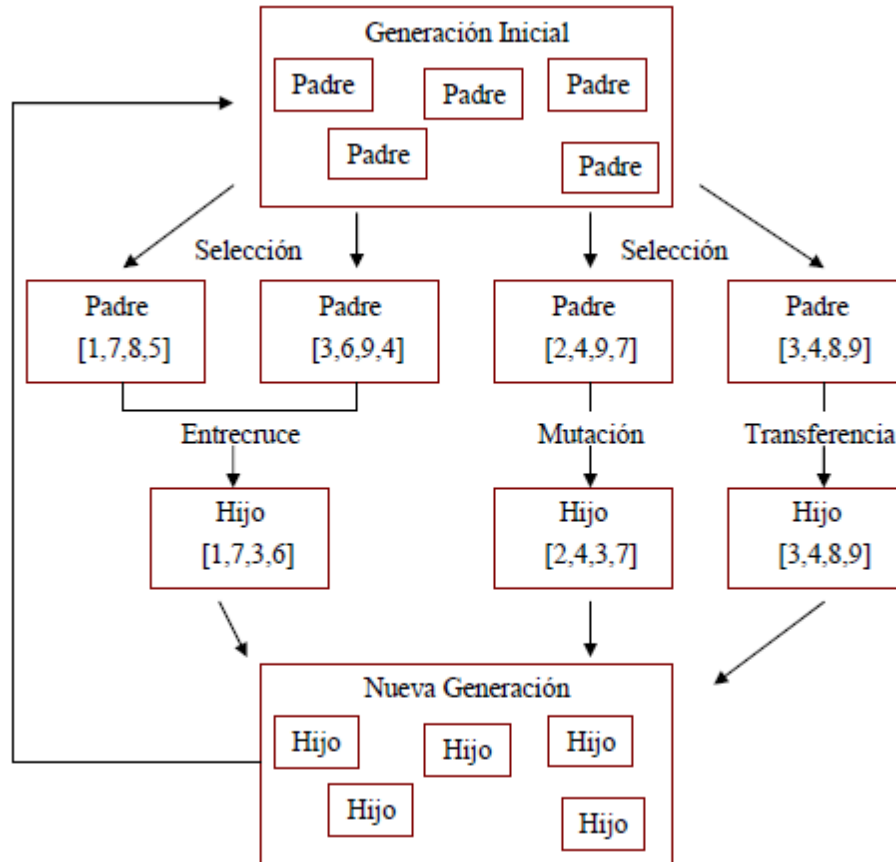 Generación Inicial
Padre
Padre
Padre
Padre
Padre
Selección
Selección
Padre
[1,7,8,5]
Padre
[3,6,9,4]
Padre
[2,4,9,7]
Padre
[3,4,8,9]
Entrecruce
Mutación
Transferencia
Hijo
[1,7,3,6]
Hijo
[2,4,3,7]
Hijo
[3,4,8,9]
Nueva Generación
Hijo
Hijo
Hijo
Hijo
Hijo